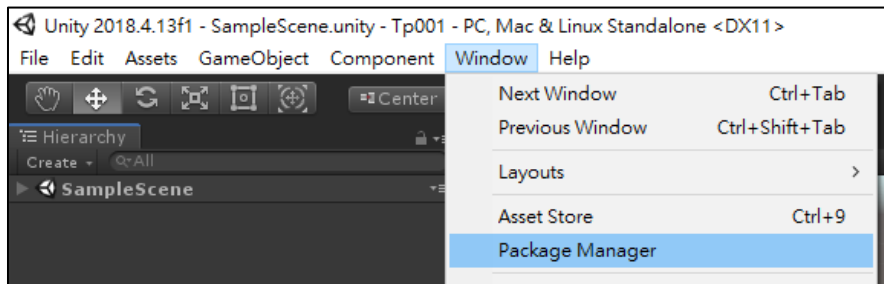 Unity 2018.4.13f1 - SampleScene.unity - Tp001 - PC, Mac & Linux Standalone <DX11>
File Edit Assets GameObject Component Window Help
Center
Next Window Ctrl+Tab
Hierarchy
Previous Window Ctrl+Shift+Tab
Create All
Layouts >
SampleScene
Asset Store Ctrl+9
Package Manager